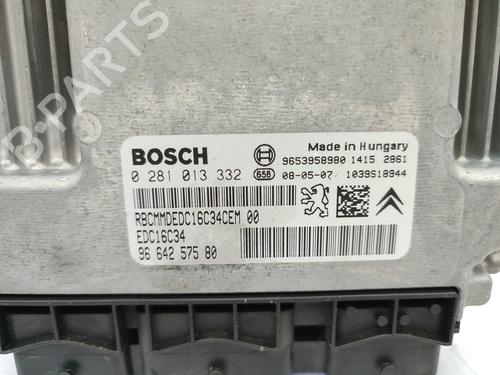 B-PARTS
BOSCH
Made in Hungary
9653958980 1415 2861
0 281 013 332
658
08-05-07 1039S18944
RBCMMDEDC16C34CEM 00
EDC16C34
96 642 575 80